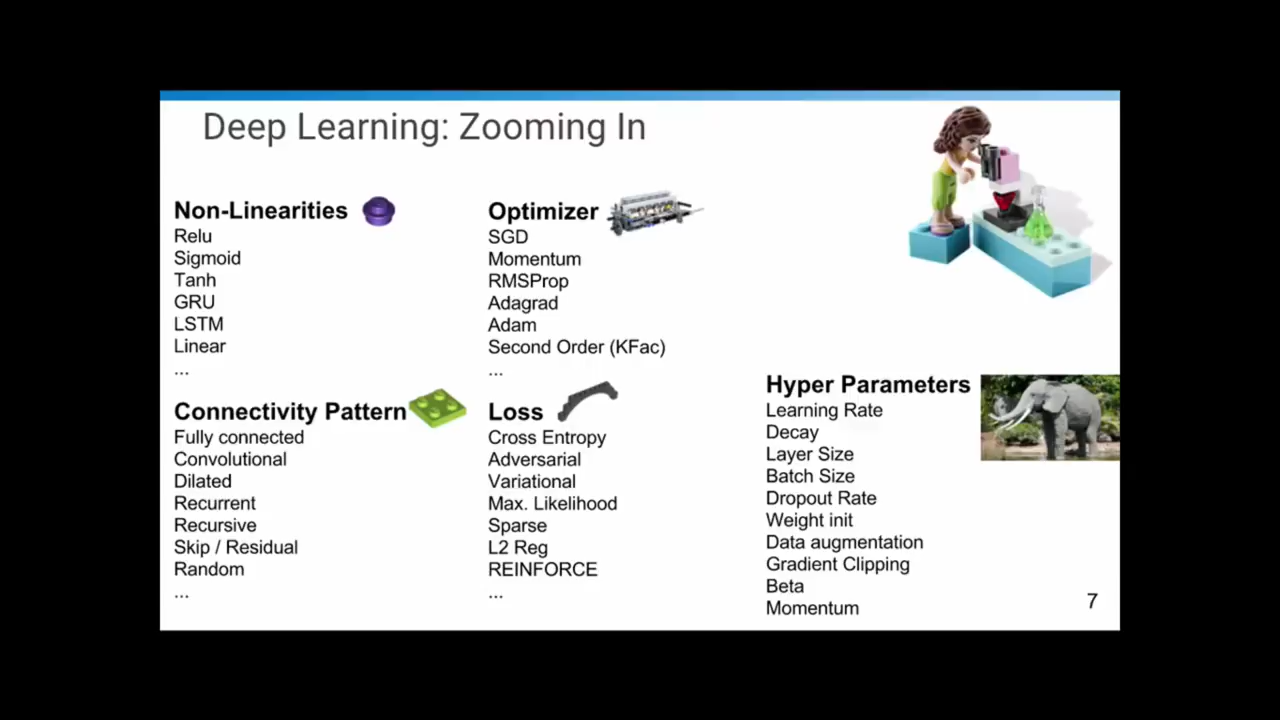 Deep Learning: Zooming In
Non-Linearities
Relu
Sigmoid
Tanh
GRU
LSTM
Linear
...
Connectivity Pattern
Fully connected
Convolutional
Dilated
Recurrent
Recursive
Skip / Residual
Random
...
Optimizer
SGD
Momentum
RMSProp
Adagrad
Adam
Second Order (KFac)
...
Loss
Cross Entropy
Adversarial
Variational
Max. Likelihood
Sparse
L2 Reg
REINFORCE
...
Hyper Parameters
Learning Rate
Decay
Layer Size
Batch Size
Dropout Rate
Weight init
Data augmentation
Gradient Clipping
Beta
Momentum
7